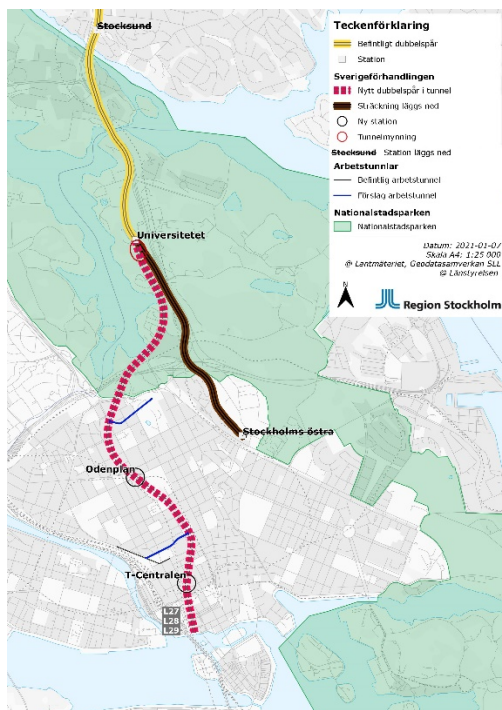 Stocksund
Universitetet
Stockholms östra
Odenplan
T-Centralen
L27
L28
L29
Teckenförklaring
Befintligt dubbelspår
Station
Sverigeförhandlingen
Nytt dubbelspår i tunnel
Sträckning läggs ned
Ny station
Tunnelmynning
Stocksund Station läggs ned
Arbetstunnlar
Befintlig arbetstunnel
Förslag arbetstunnel
Nationalstadsparken
Nationalstadsparken
Datum: 2021-01-07
Skala A4: 1:25 000
© Lantmäteriet, Geodatasamverkan SLL
@ Länstyrelsen
N
Region Stockholm